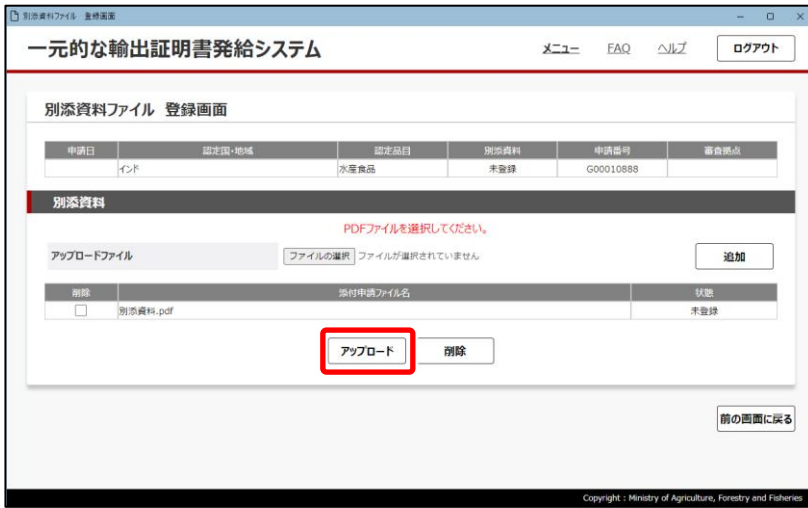 別添資料ファイル 登録画面
一元的な輸出証明書発給システム
メニュー FAQ ヘルプ ログアウト
別添資料ファイル 登録画面
申請日 認定国・地域 認定品目 別添資料 申請番号 審査拠点
インド 水産食品 未登録 G00010888
別添資料
PDFファイルを選択してください。
アップロードファイル ファイルの選択 ファイルが選択されていません 追加
削除 添付申請ファイル名 状態
別添資料.pdf 未登録
アップロード 削除
前の画面に戻る
Copyright : Ministry of Agriculture, Forestry and Fisheries